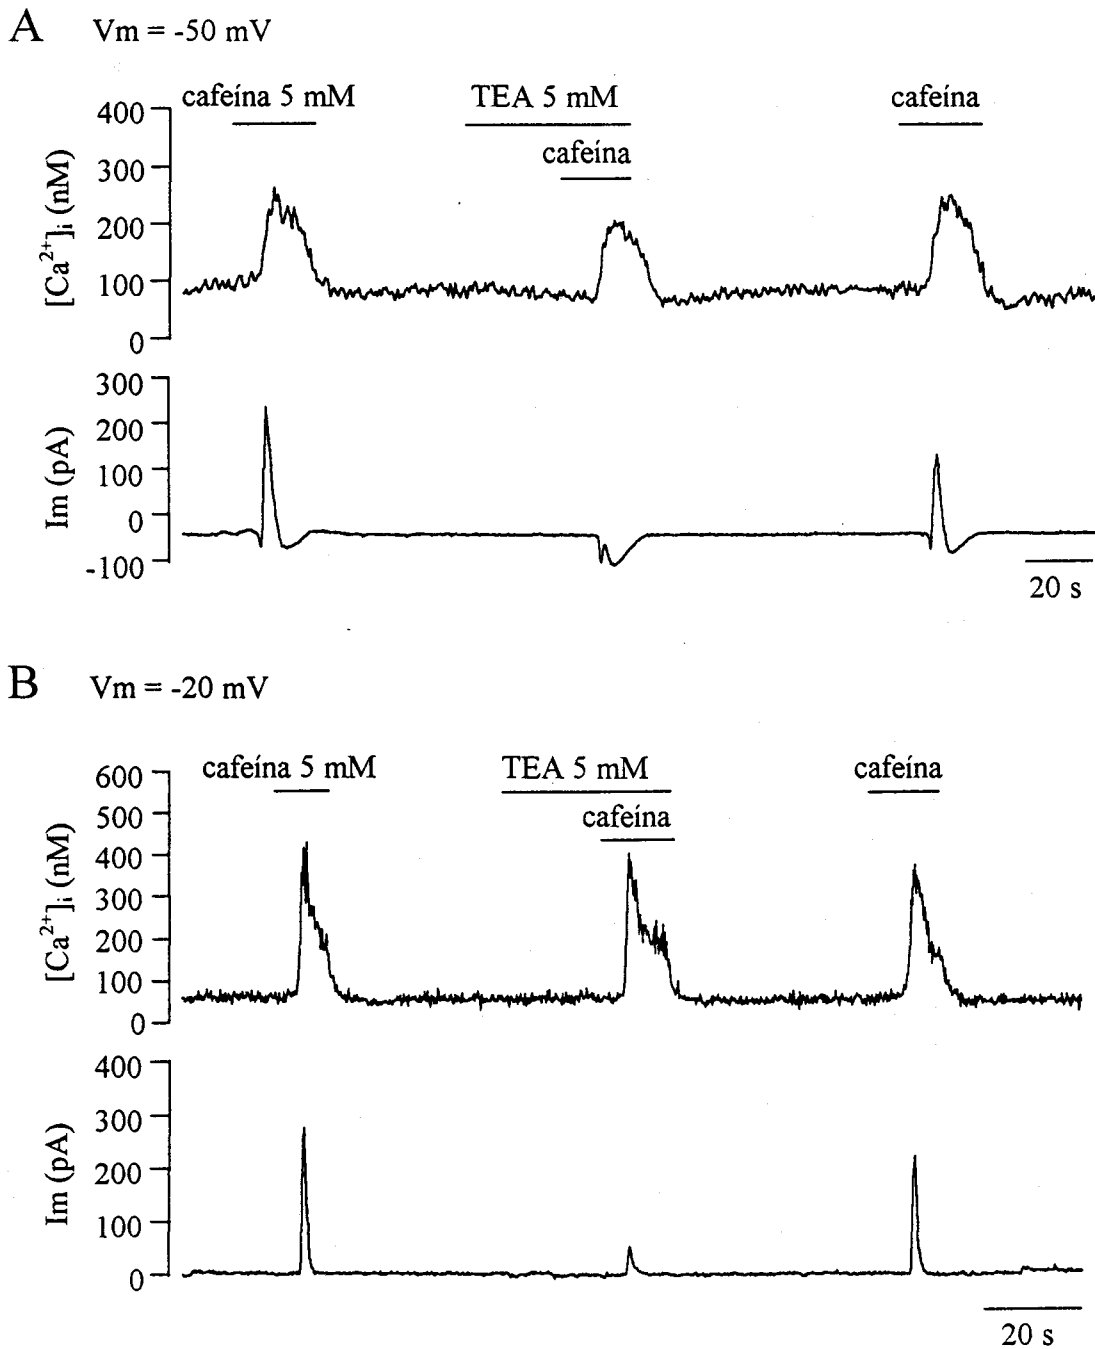 A Vm = -50 mV
cafeína 5 mM TEA 5 mM cafeína
cafeína
400
300
200
100
0
[Ca²⁺]ᵢ (nM)
300
200
100
0
-100
Im (pA)
20 s
B Vm = -20 mV
cafeína 5 mM TEA 5 mM cafeína
cafeína
600
500
400
300
200
100
0
[Ca²⁺]ᵢ (nM)
400
300
200
100
0
Im (pA)
20 s